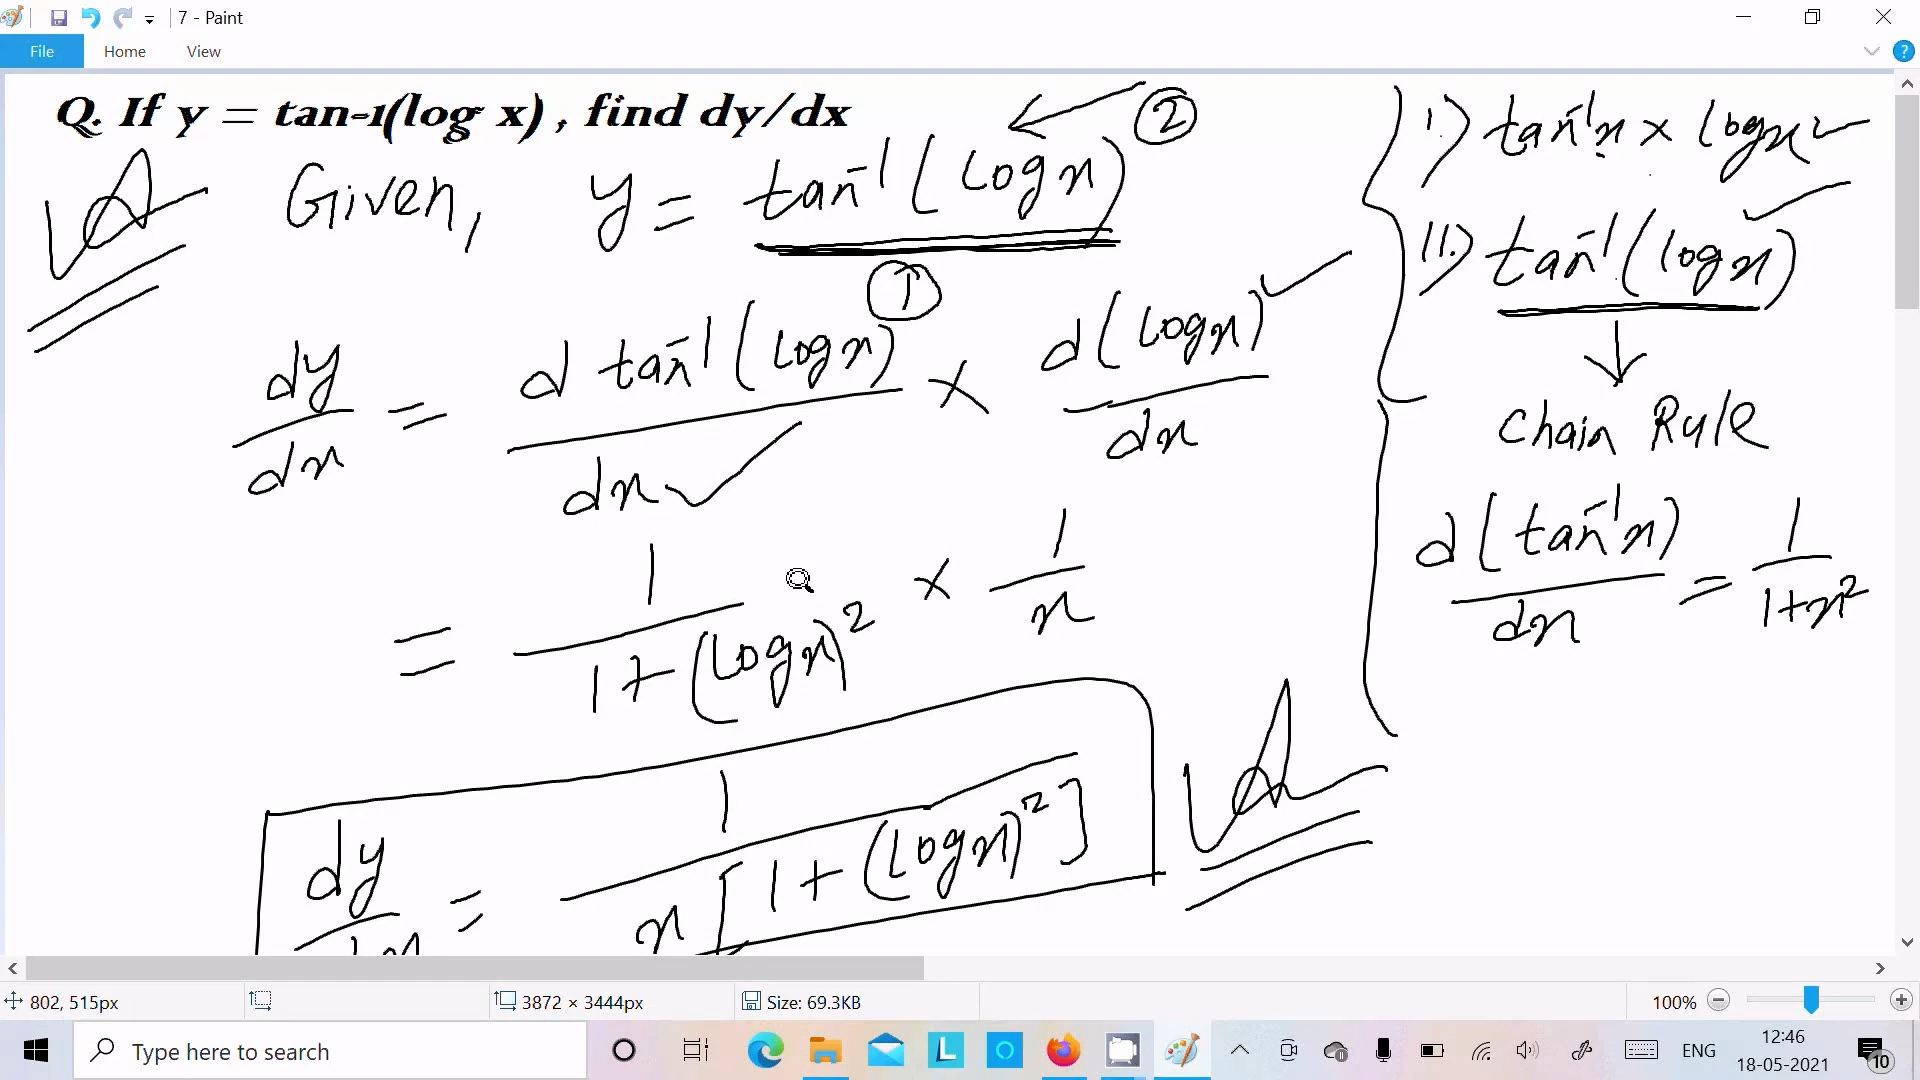 7 - Paint
File Home View
Q. If y = tan-1(log x) , find dy/dx
Given, y = tan⁻¹(log x) ②
①
dy/dx = d tan⁻¹(log x)/dx × d(log x)/dx
= 1/1+(log x)² × 1/x
dy/dx = 1/x[1+(log x)²]
I.) tan⁻¹x × log x
II.) tan⁻¹(log x)
Chain Rule
d(tan⁻¹x)/dx = 1/1+x²
802, 515px 3872 × 3444px Size: 69.3KB 100%
Type here to search
L
ENG
12:46
18-05-2021
10